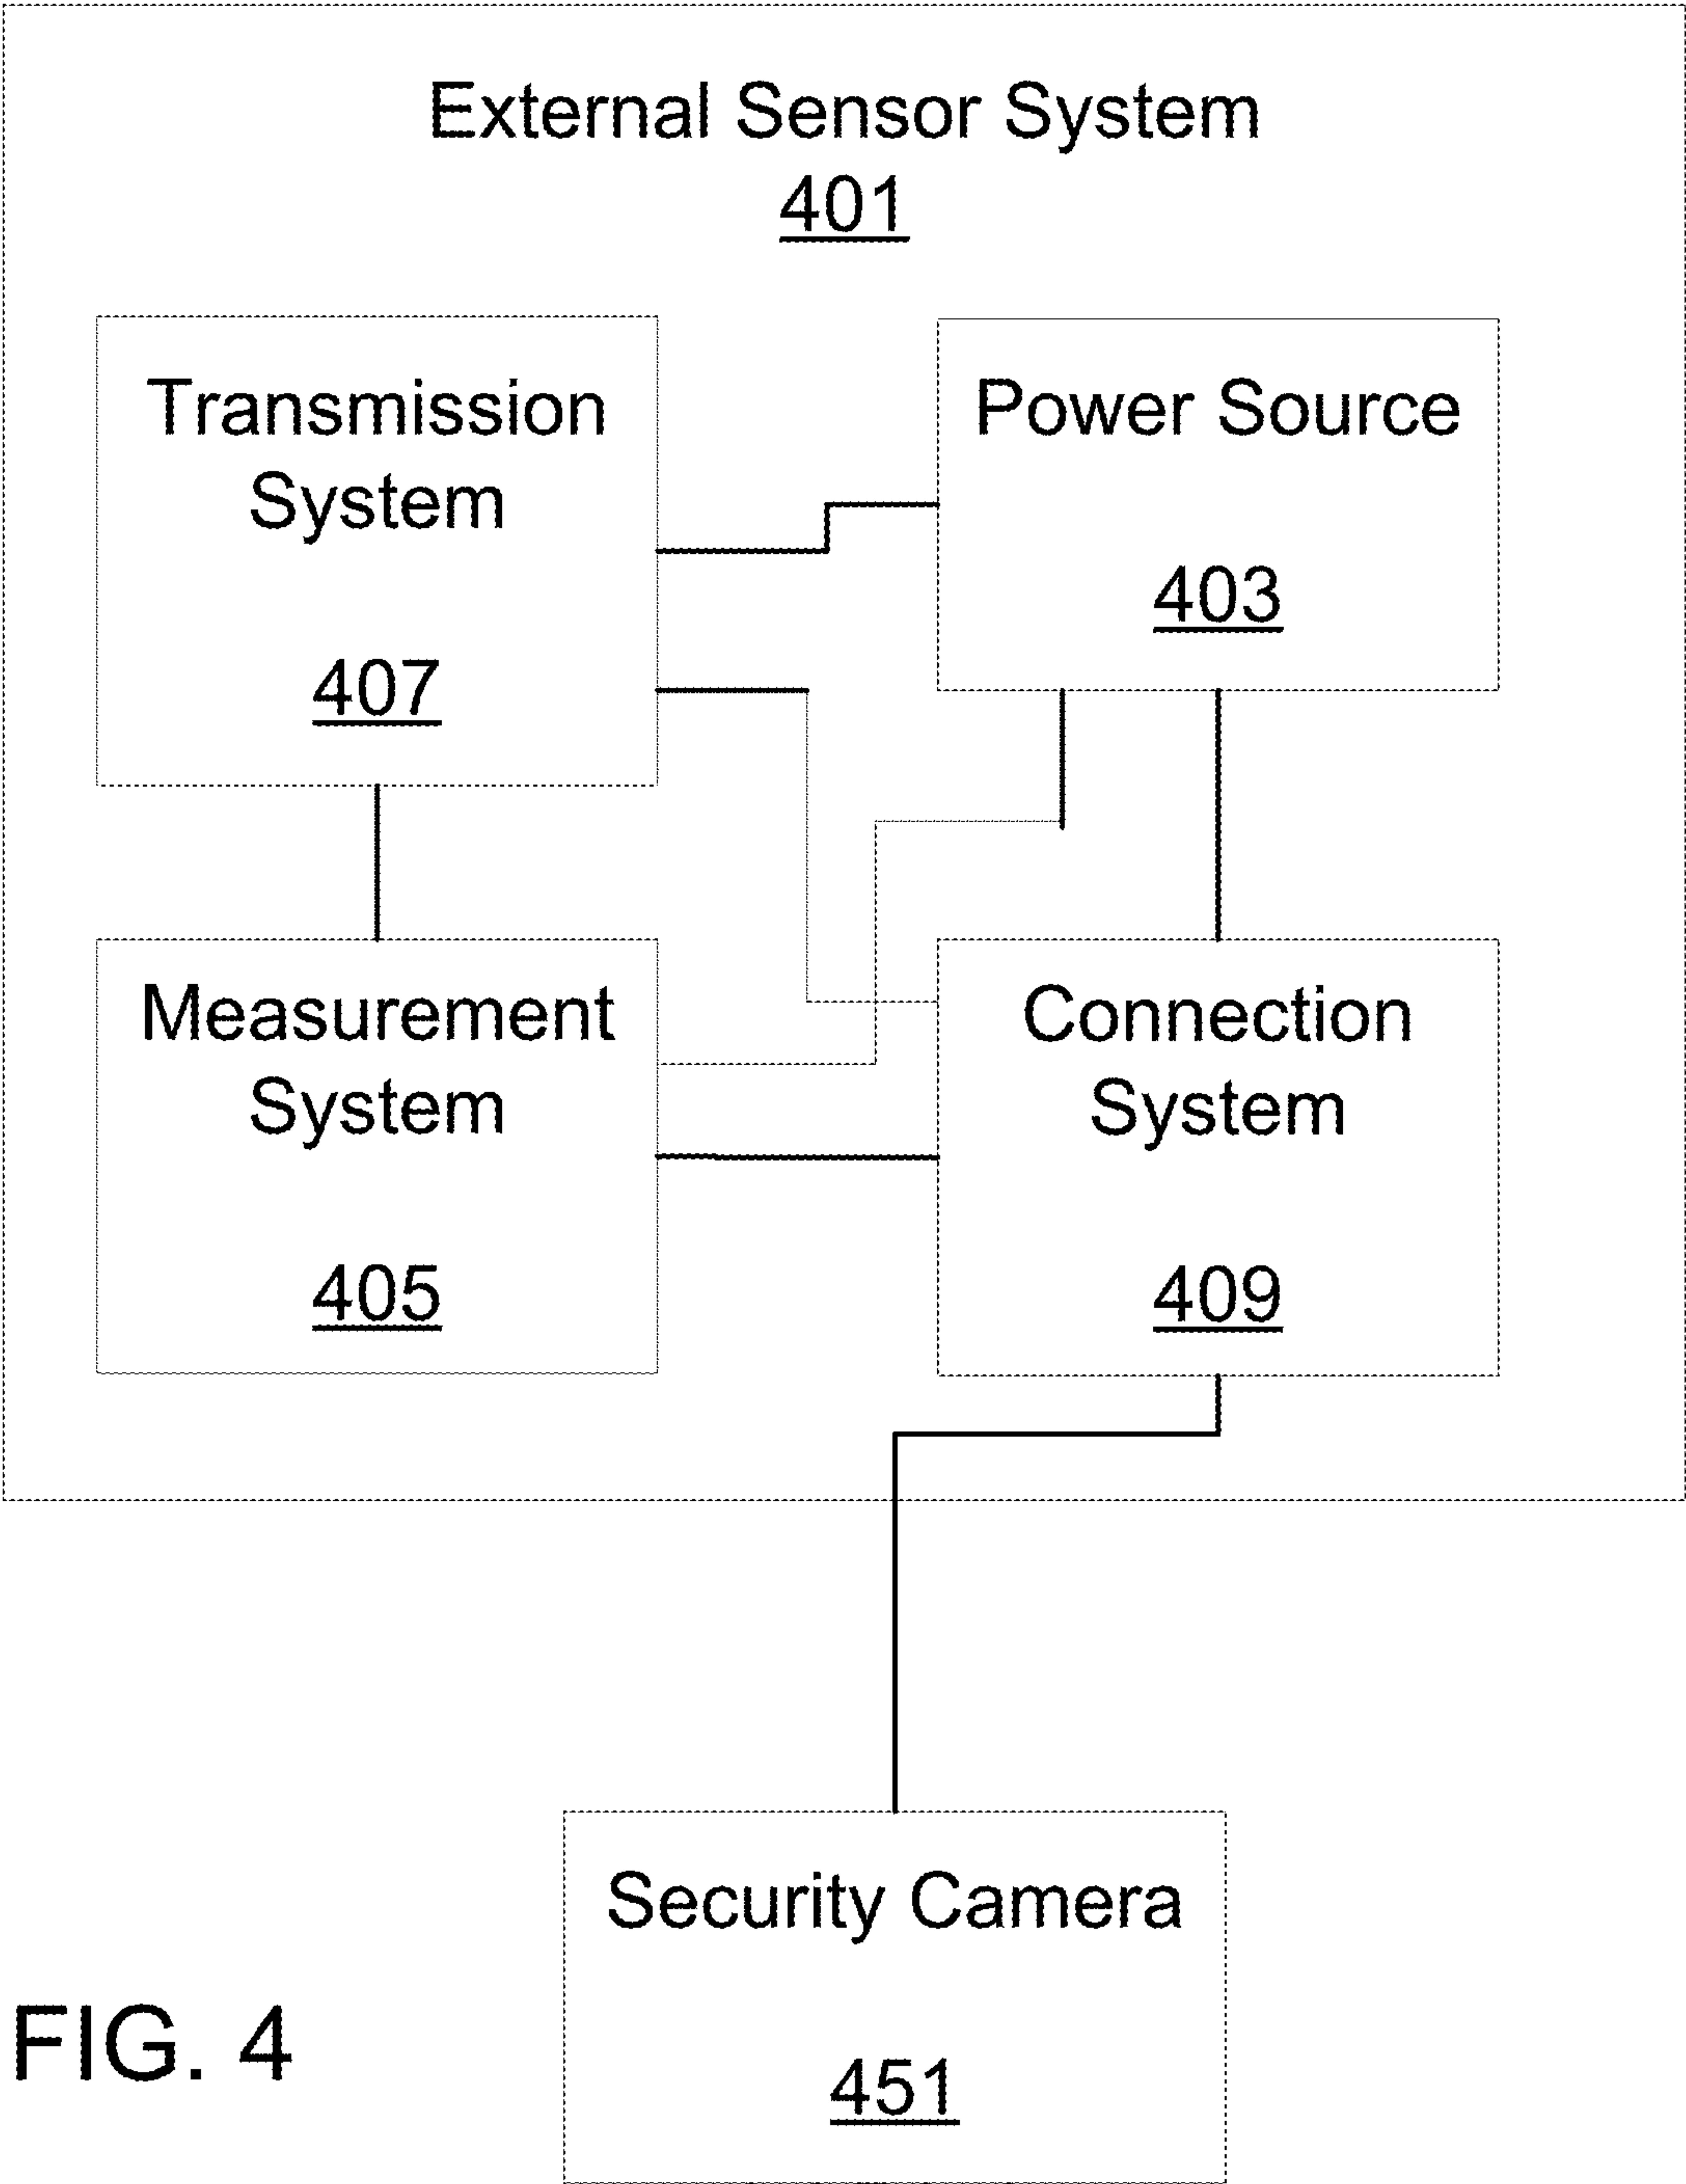 External Sensor System
401
Transmission
System
407
Power Source
403
Measurement
System
405
Connection
System
409
Security Camera
451
FIG. 4